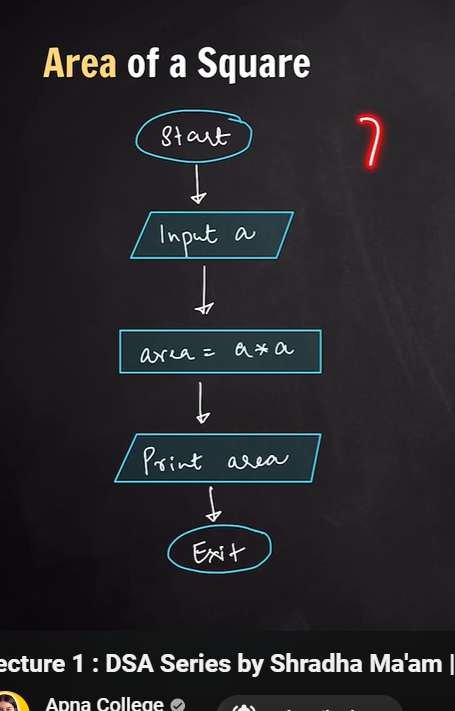 Area of a Square
Start
7
Input a
area = a*a
Print area
Exit
ecture 1 : DSA Series by Shradha Ma'am |
Apna College